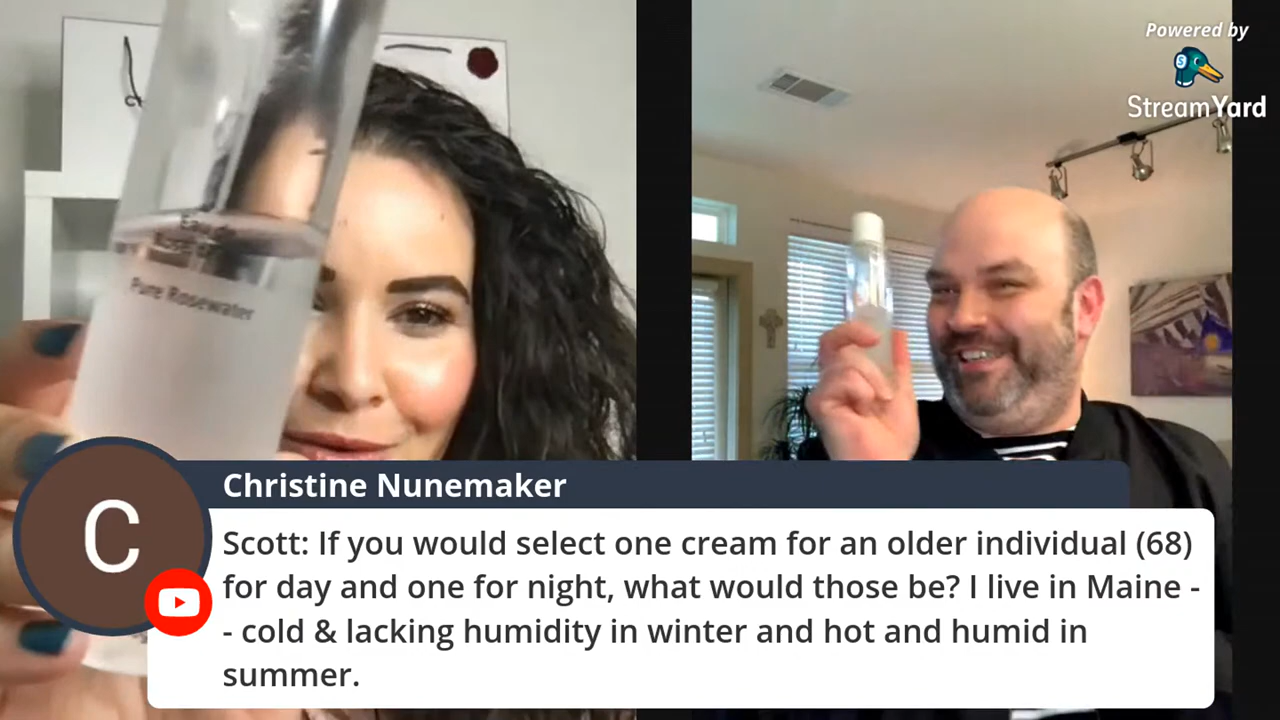 Powered by
StreamYard
Pure Rosewater
C
Christine Nunemaker
Scott: If you would select one cream for an older individual (68)
for day and one for night, what would those be? I live in Maine -
- cold & lacking humidity in winter and hot and humid in
summer.